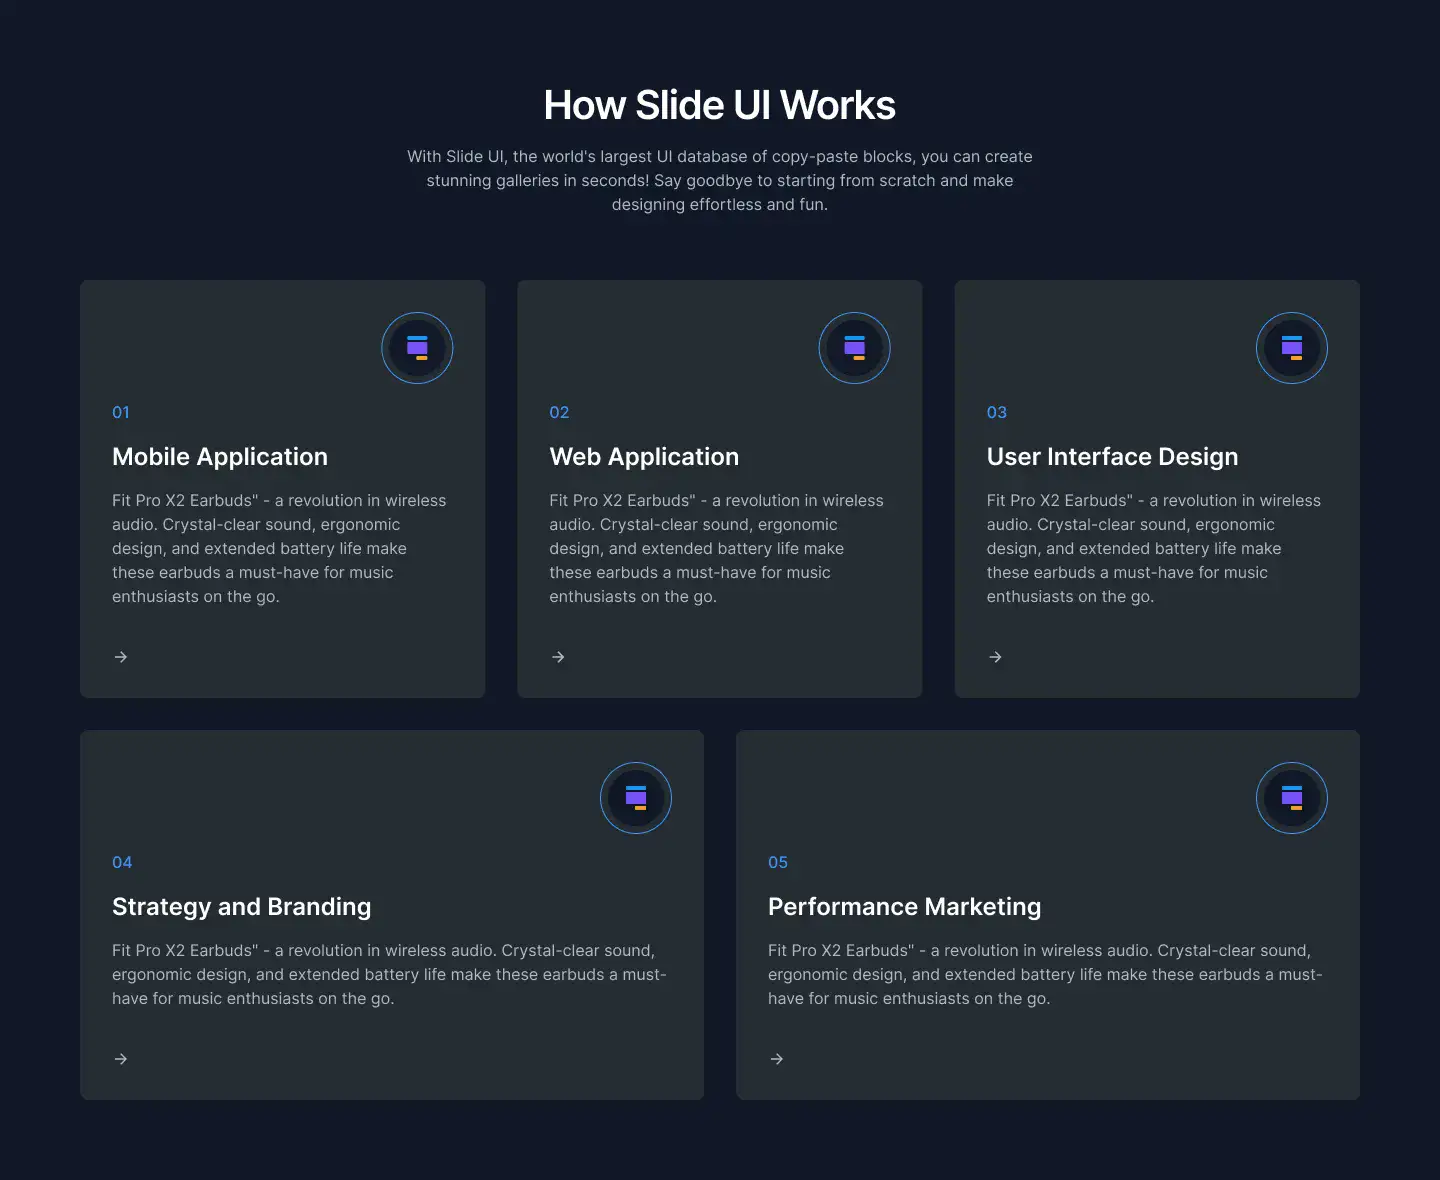 How Slide UI Works
With Slide UI, the world's largest UI database of copy-paste blocks, you can create
stunning galleries in seconds! Say goodbye to starting from scratch and make
designing effortless and fun.
01
Mobile Application
Fit Pro X2 Earbuds" - a revolution in wireless
audio. Crystal-clear sound, ergonomic
design, and extended battery life make
these earbuds a must-have for music
enthusiasts on the go.
02
Web Application
Fit Pro X2 Earbuds" - a revolution in wireless
audio. Crystal-clear sound, ergonomic
design, and extended battery life make
these earbuds a must-have for music
enthusiasts on the go.
03
User Interface Design
Fit Pro X2 Earbuds" - a revolution in wireless
audio. Crystal-clear sound, ergonomic
design, and extended battery life make
these earbuds a must-have for music
enthusiasts on the go.
04
Strategy and Branding
Fit Pro X2 Earbuds" - a revolution in wireless audio. Crystal-clear sound,
ergonomic design, and extended battery life make these earbuds a must-
have for music enthusiasts on the go.
05
Performance Marketing
Fit Pro X2 Earbuds" - a revolution in wireless audio. Crystal-clear sound,
ergonomic design, and extended battery life make these earbuds a must-
have for music enthusiasts on the go.